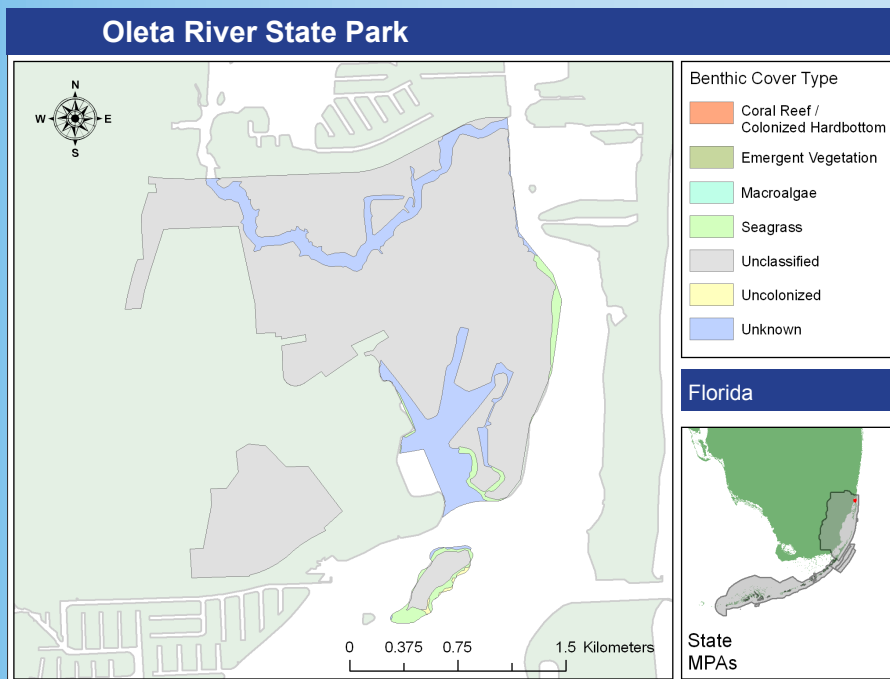 Oleta River State Park
N
W E
S
Benthic Cover Type
Coral Reef /
Colonized Hardbottom
Emergent Vegetation
Macroalgae
Seagrass
Unclassified
Uncolonized
Unknown
Florida
0 0.375 0.75 1.5 Kilometers
State
MPAs